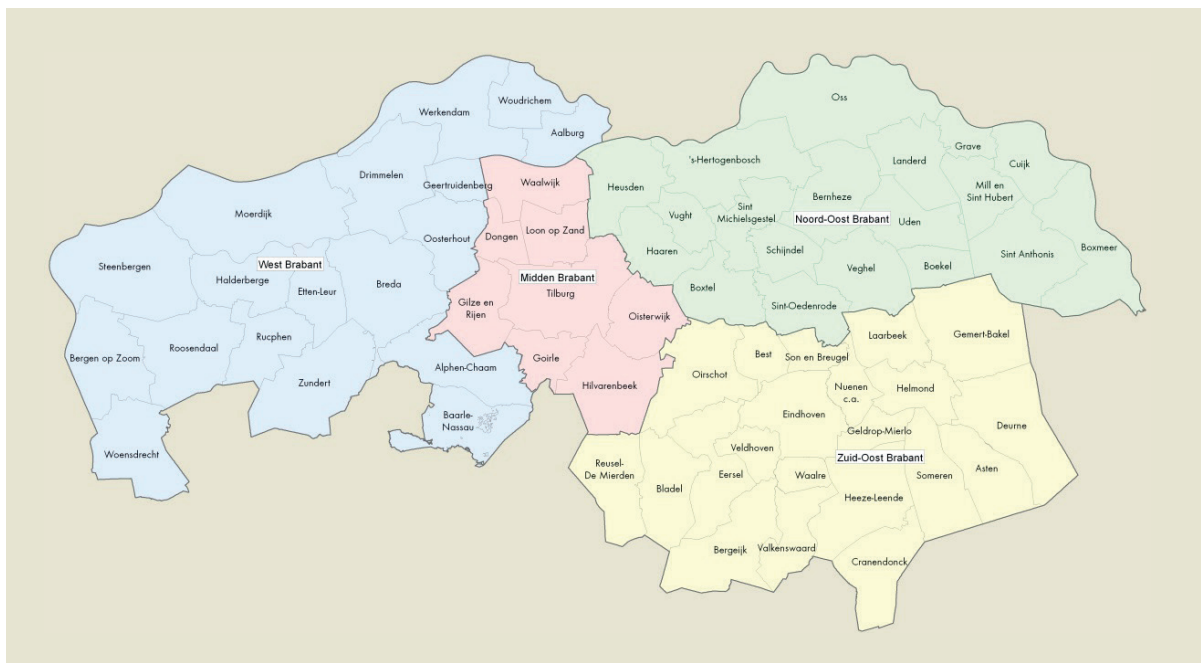 Woudrichem
Werkendam
Aalburg
Drimmelen
Geertruidenberg
Moerdijk
Oosterhout
Steenbergen
West Brabant
Halderberge
Etten-Leur
Breda
Rucphen
Roosendaal
Bergen op Zoom
Zundert
Alphen-Chaam
Baarle-
Nassau
Woensdrecht
Waalwijk
Dongen
Loon op Zand
Midden Brabant
Tilburg
Gilze en
Rijen
Oisterwijk
Goirle
Hilvarenbeek
Oss
's-Hertogenbosch
Landerd
Grave
Cuijk
Heusden
Bernheze
Mill en
Sint Hubert
Vught
Sint
Michielsgestel
Noord-Oost Brabant
Uden
Haaren
Schijndel
Veghel
Boekel
Sint Anthonis
Boxmeer
Boxtel
Sint-Oedenrode
Laarbeek
Gemert-Bakel
Best
Son en Breugel
Oirschot
Nuenen
c.a.
Helmond
Eindhoven
Geldrop-Mierlo
Deurne
Veldhoven
Zuid-Oost Brabant
Reusel-
De Mierden
Bladel
Eersel
Waalre
Someren
Asten
Heeze-Leende
Bergeijk
Valkenswaard
Cranendonck